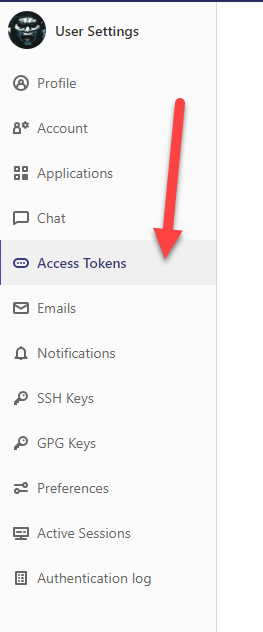 User Settings
Profile
Account
Applications
Chat
Access Tokens
Emails
Notifications
SSH Keys
GPG Keys
Preferences
Active Sessions
Authentication log